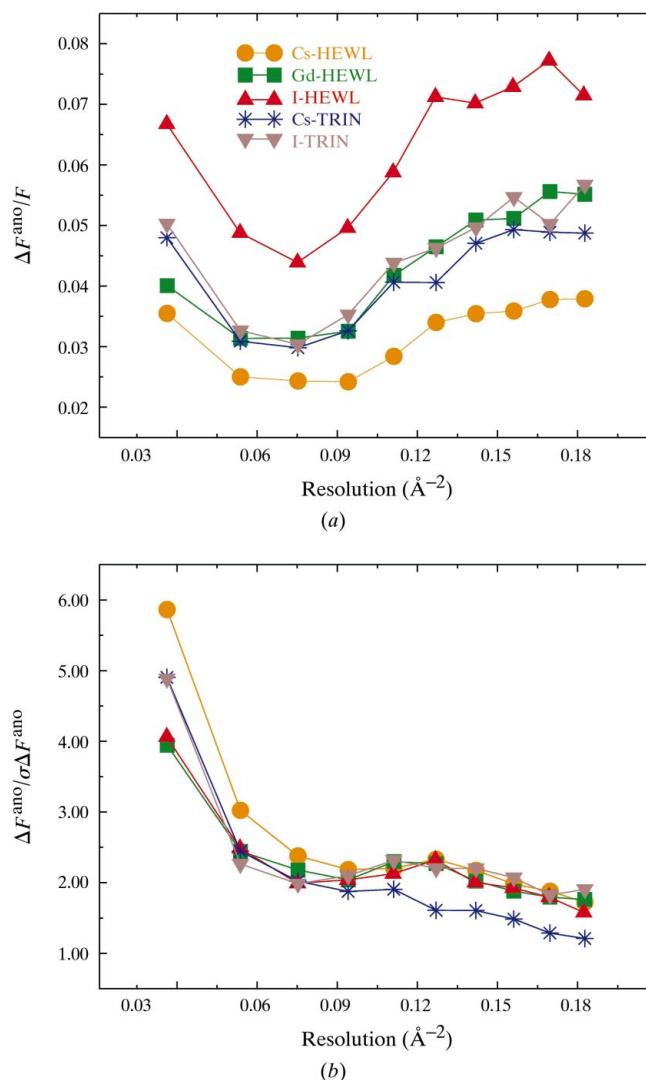 0.08
0.07
0.06
0.05
0.04
0.03
0.02
ΔF^ano/F
Cs-HEWL
Gd-HEWL
I-HEWL
Cs-TRIN
I-TRIN
0.03 0.06 0.09 0.12 0.15 0.18
Resolution (Å⁻²)
(a)
6.00
5.00
4.00
3.00
2.00
1.00
ΔF^ano/σΔF^ano
0.03 0.06 0.09 0.12 0.15 0.18
Resolution (Å⁻²)
(b)